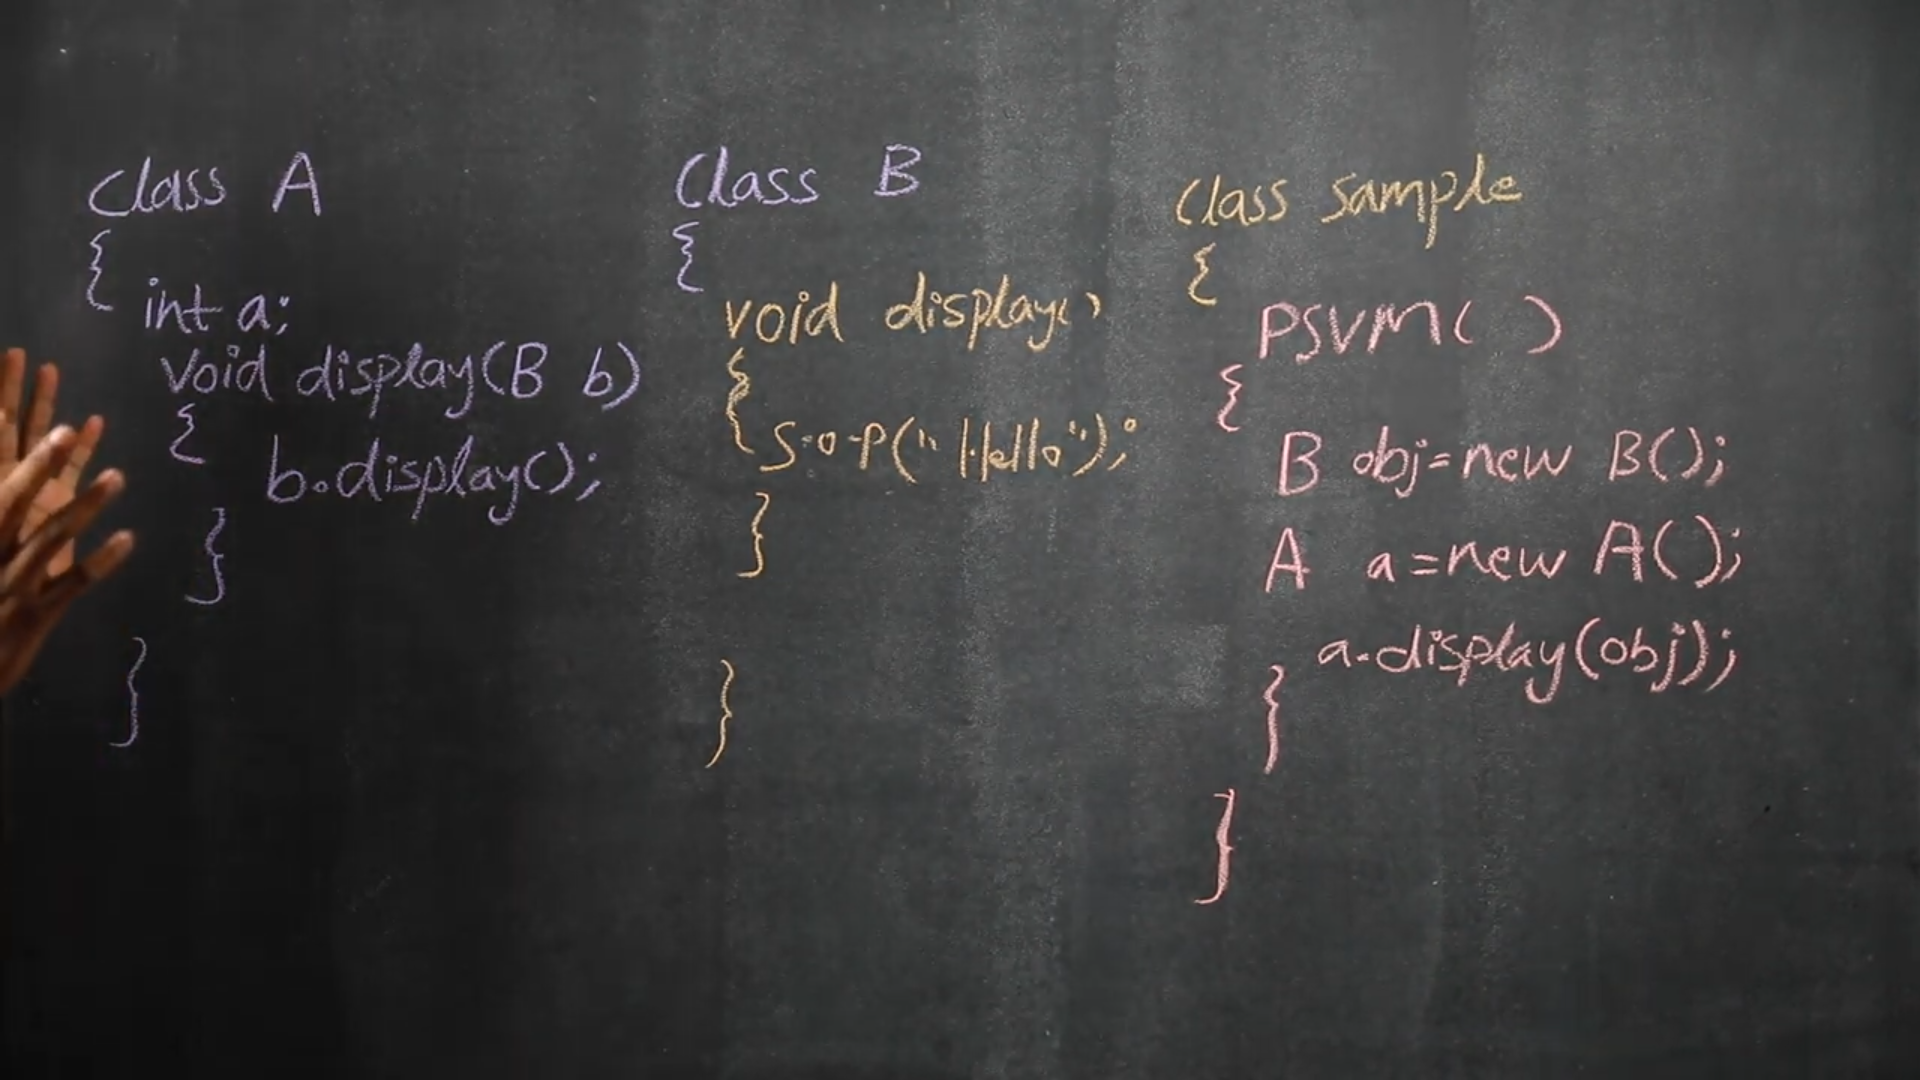 class A
{
int a;
void display(B b)
{
b.display();
}
}
Class B
{
void display()
{
S.o.P("Hello");
}
}
class sample
{
PSVM( )
{
B obj=new B();
A a=new A();
a.display(obj);
}
}